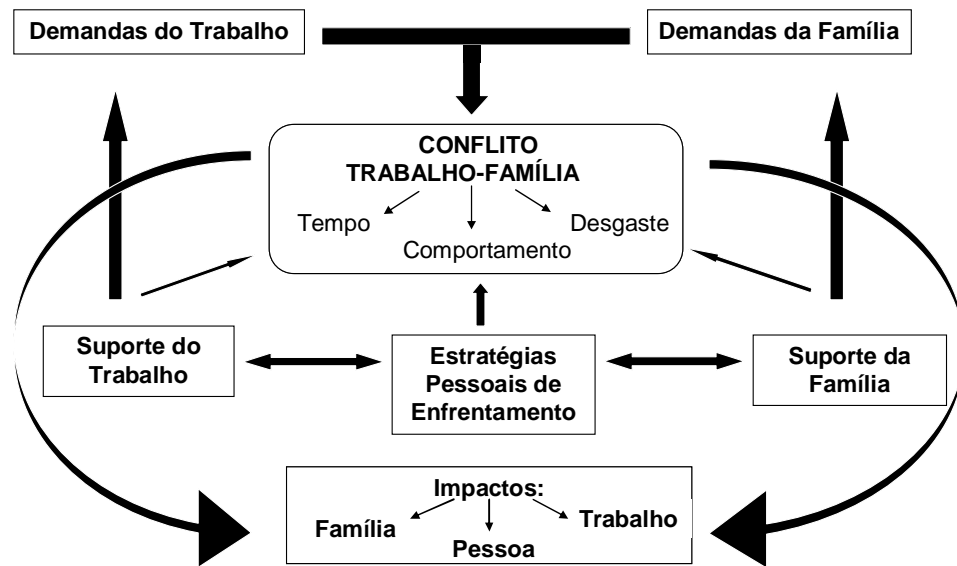 Demandas do Trabalho
Demandas da Família
CONFLITO
TRABALHO-FAMÍLIA
Tempo
Desgaste
Comportamento
Suporte do
Trabalho
Estratégias
Pessoais de
Enfrentamento
Suporte da
Família
Impactos:
Família
Trabalho
Pessoa